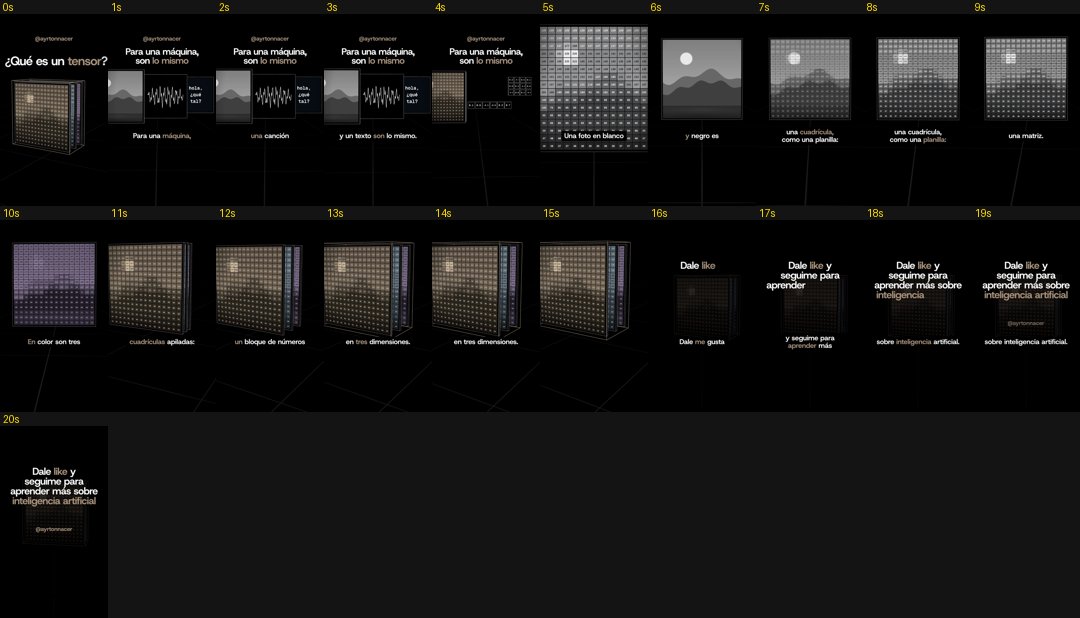 0s
@ayrtonnacer
¿Qué es un tensor?
1s
@ayrtonnacer
Para una máquina,
son lo mismo
hola,
¿qué
tal?
Para una máquina,
2s
@ayrtonnacer
Para una máquina,
son lo mismo
hola,
¿qué
tal?
una canción
3s
@ayrtonnacer
Para una máquina,
son lo mismo
hola,
¿qué
tal?
y un texto son lo mismo.
4s
@ayrtonnacer
Para una máquina,
son lo mismo
5s
Una foto en blanco
6s
y negro es
7s
una cuadrícula,
como una planilla:
8s
una cuadrícula,
como una planilla:
9s
una matriz.
10s
En color son tres
11s
cuadrículas apiladas:
12s
un bloque de números
13s
en tres dimensiones.
14s
en tres dimensiones.
15s
16s
Dale like
Dale me gusta
17s
Dale like y
seguime para
aprender
y seguime para
aprender más
18s
Dale like y
seguime para
aprender más sobre
inteligencia
sobre inteligencia artificial.
19s
Dale like y
seguime para
aprender más sobre
inteligencia artificial
@ayrtonnacer
sobre inteligencia artificial.
20s
Dale like y
seguime para
aprender más sobre
inteligencia artificial
@ayrtonnacer